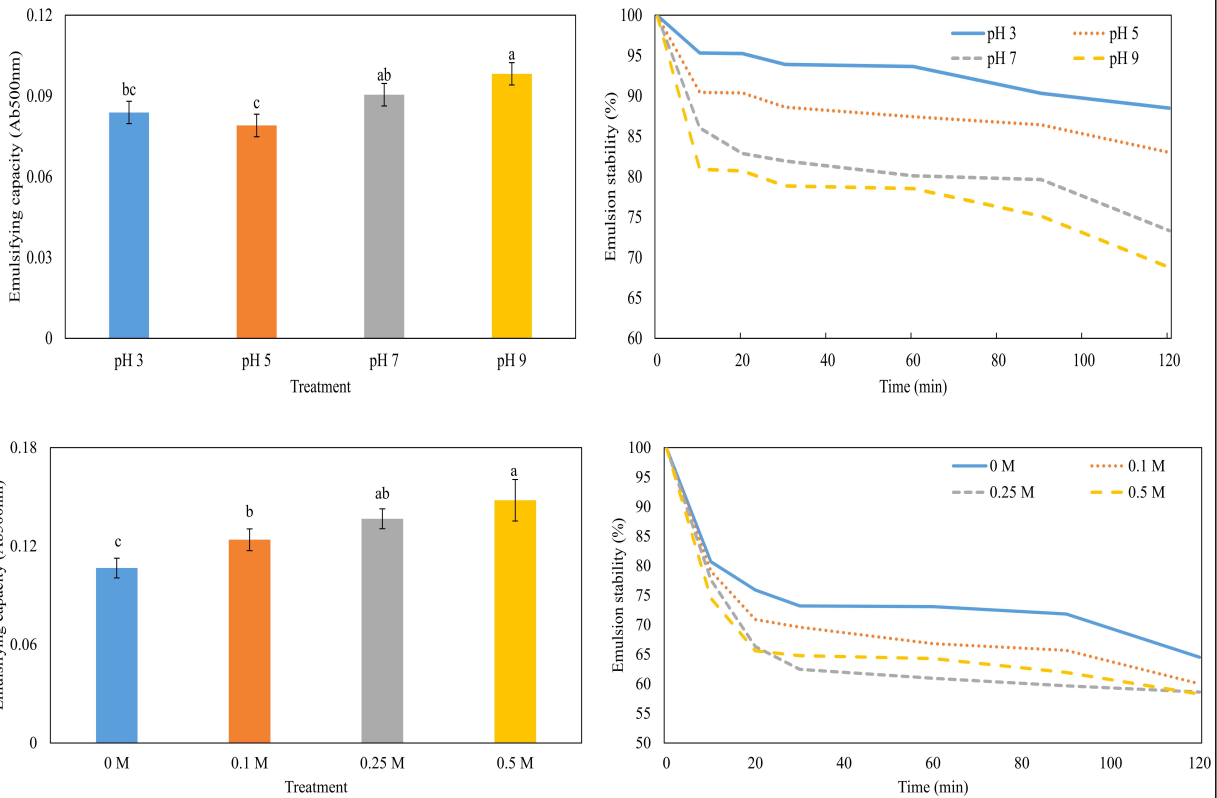 Emulsifying capacity (Ab500nm)
0.12
0.09
0.06
0.03
0
bc
c
ab
a
pH 3
pH 5
pH 7
pH 9
Treatment
Emulsion stability (%)
100
95
90
85
80
75
70
65
60
pH 3
pH 5
pH 7
pH 9
0
20
40
60
80
100
120
Time (min)
Emulsifying capacity (Ab500nm)
0.18
0.12
0.06
0
c
b
ab
a
0 M
0.1 M
0.25 M
0.5 M
Treatment
Emulsion stability (%)
100
95
90
85
80
75
70
65
60
55
50
0 M
0.1 M
0.25 M
0.5 M
0
20
40
60
80
100
120
Time (min)